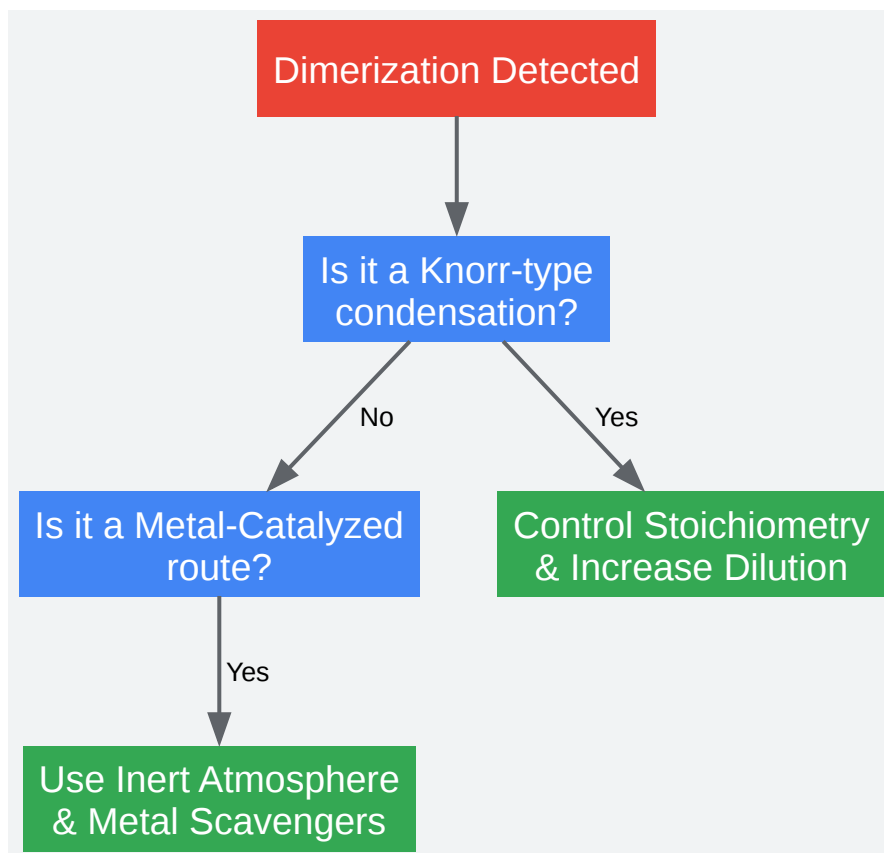 Dimerization Detected
Is it a Knorr-type
condensation?
No
Yes
Is it a Metal-Catalyzed
route?
Control Stoichiometry
& Increase Dilution
Yes
Use Inert Atmosphere
& Metal Scavengers